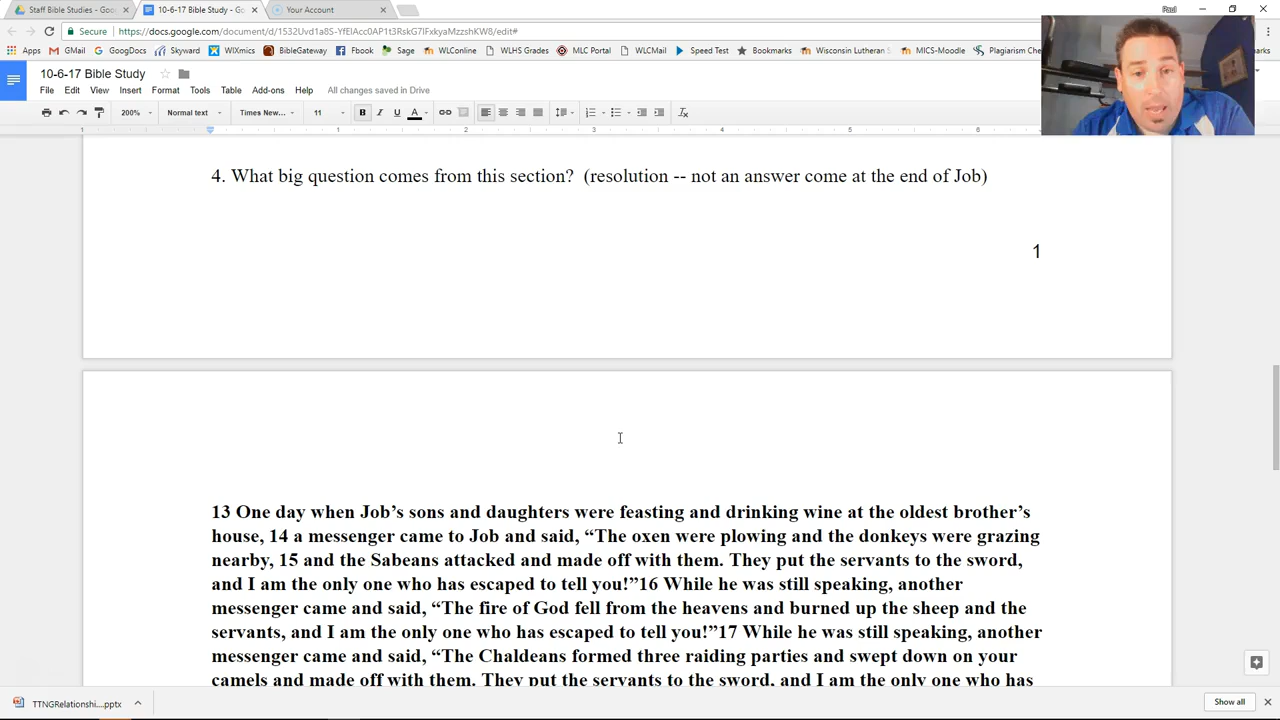 Staff Bible Studies - Goo
10-6-17 Bible Study - Go
Your Account
Paul
Secure
https://docs.google.com/document/d/1532Uvd1a8S-YfEIAcc0AP1t3RskG7IFxkyaMzzshKW8/edit#
Apps GMail GoogleDocs Skyward WIXmics BibleGateway Fbook Sage WLConline WLHS Grades MLC Portal WLCMail Speed Test Bookmarks Wisconsin Lutheran S MICS-Moodle Plagiarism Che
10-6-17 Bible Study
File Edit View Insert Format Tools Table Add-ons Help All changes saved in Drive
200% Normal text Times New... 11 B I U A
1 1 2 3 4 5 6
4. What big question comes from this section? (resolution -- not an answer come at the end of Job)
1
13 One day when Job’s sons and daughters were feasting and drinking wine at the oldest brother’s
house, 14 a messenger came to Job and said, “The oxen were plowing and the donkeys were grazing
nearby, 15 and the Sabeans attacked and made off with them. They put the servants to the sword,
and I am the only one who has escaped to tell you!”16 While he was still speaking, another
messenger came and said, “The fire of God fell from the heavens and burned up the sheep and the
servants, and I am the only one who has escaped to tell you!”17 While he was still speaking, another
messenger came and said, “The Chaldeans formed three raiding parties and swept down on your
camels and made off with them. They put the servants to the sword, and I am the only one who has
TTNGRelationshi....pptx
Show all